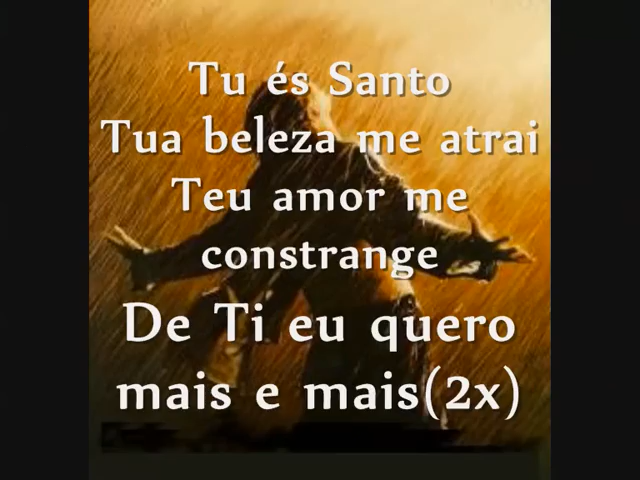 Tu és Santo
Tua beleza me atrai
Teu amor me
constrange
De Ti eu quero
mais e mais(2x)